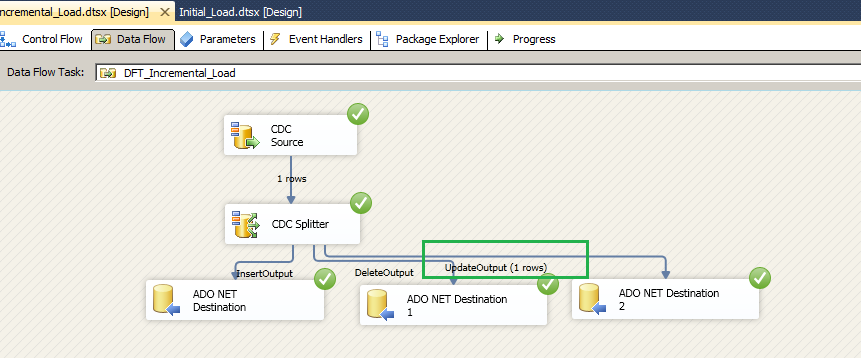 ncremental_Load.dtsx [Design] Initial_Load.dtsx [Design]
Control Flow Data Flow Parameters Event Handlers Package Explorer Progress
Data Flow Task: DFT_Incremental_Load
CDC
Source
1 rows
CDC Splitter
InsertOutput DeleteOutput UpdateOutput (1 rows)
ADO NET
Destination
ADO NET Destination
1
ADO NET Destination
2